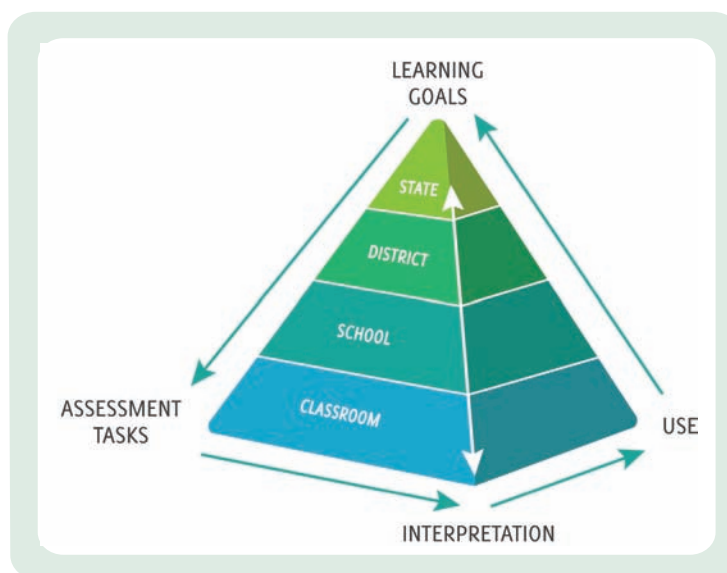 LEARNING
GOALS
STATE
DISTRICT
SCHOOL
CLASSROOM
ASSESSMENT
TASKS
USE
INTERPRETATION